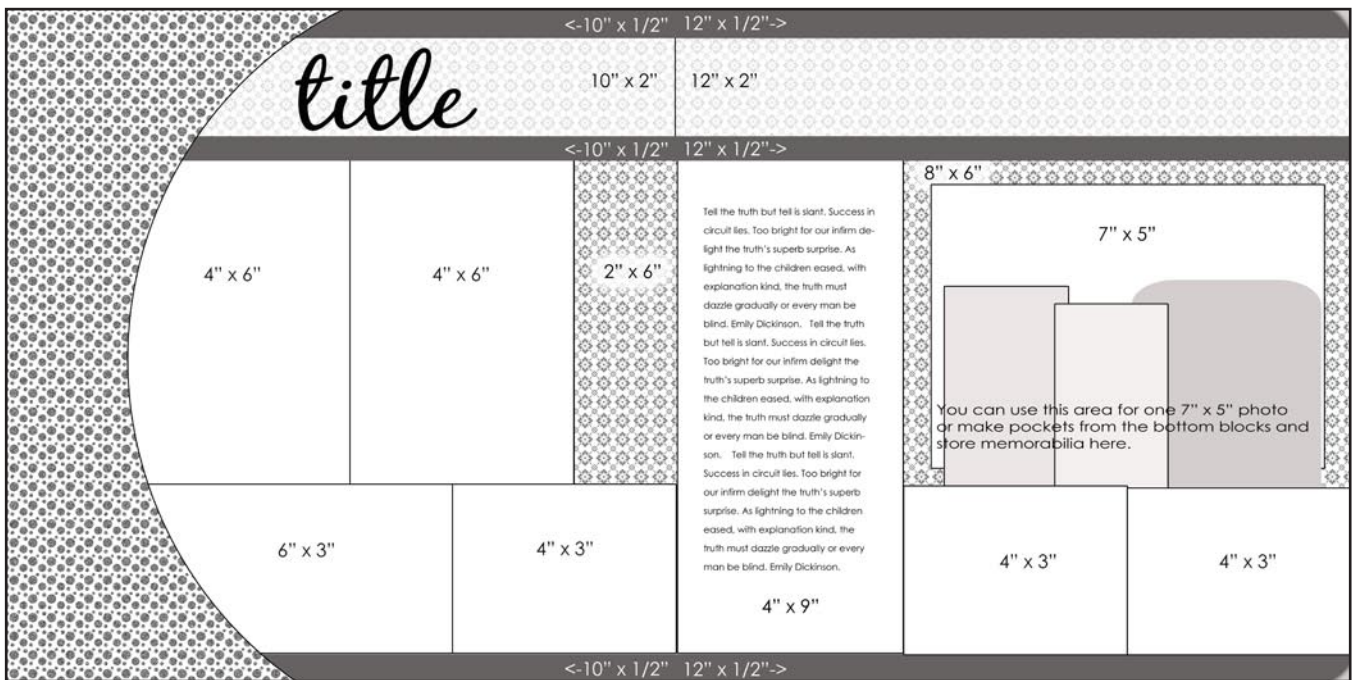 <-10" x 1/2"  12" x 1/2"->
title
10" x 2"
12" x 2"
<-10" x 1/2"  12" x 1/2"->
4" x 6"
4" x 6"
2" x 6"
Tell the truth but tell is slant. Success in
circuit lies. Too bright for our infirm de-
light the truth's superb surprise. As
lightning to the children eased, with
explanation kind, the truth must
dazzle gradually or every man be
blind. Emily Dickinson.   Tell the truth
but tell is slant. Success in circuit lies.
Too bright for our infirm delight the
truth's superb surprise. As lightning to
the children eased, with explanation
kind, the truth must dazzle gradually
or every man be blind. Emily Dickin-
son.   Tell the truth but tell is slant.
Success in circuit lies. Too bright for
our infirm delight the truth's superb
surprise. As lightning to the children
eased, with explanation kind, the
truth must dazzle gradually or every
man be blind. Emily Dickinson.
4" x 9"
8" x 6"
7" x 5"
You can use this area for one 7" x 5" photo
or make pockets from the bottom blocks and
store memorabilia here.
6" x 3"
4" x 3"
4" x 3"
4" x 3"
<-10" x 1/2"  12" x 1/2"->